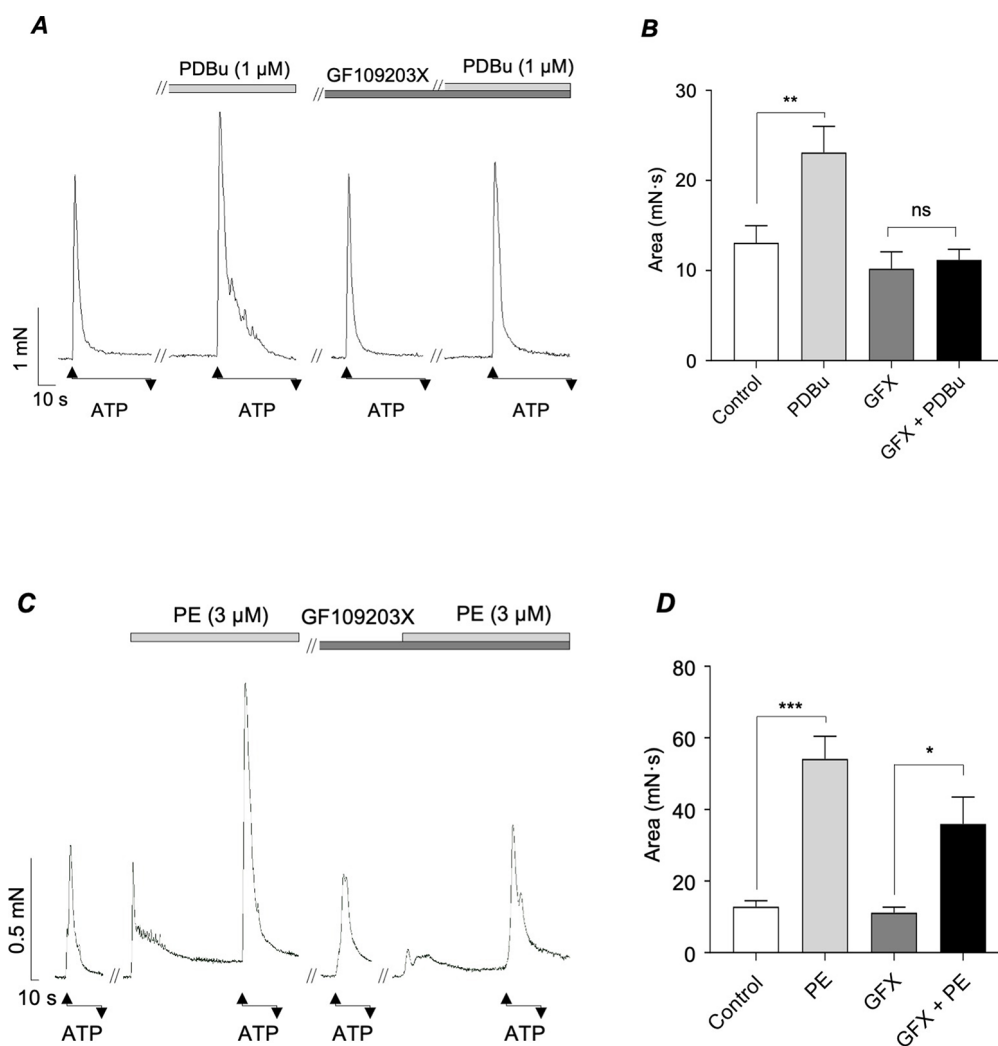 A
PDBu (1 µM)
GF109203X
PDBu (1 µM)
1 mN
10 s
ATP
ATP
ATP
ATP
B
30
20
10
0
Area (mN·s)
**
ns
Control
PDBu
GFX
GFX + PDBu
C
PE (3 µM)
GF109203X
PE (3 µM)
0.5 mN
10 s
ATP
ATP
ATP
ATP
D
80
60
40
20
0
Area (mN·s)
***
*
Control
PE
GFX
GFX + PE